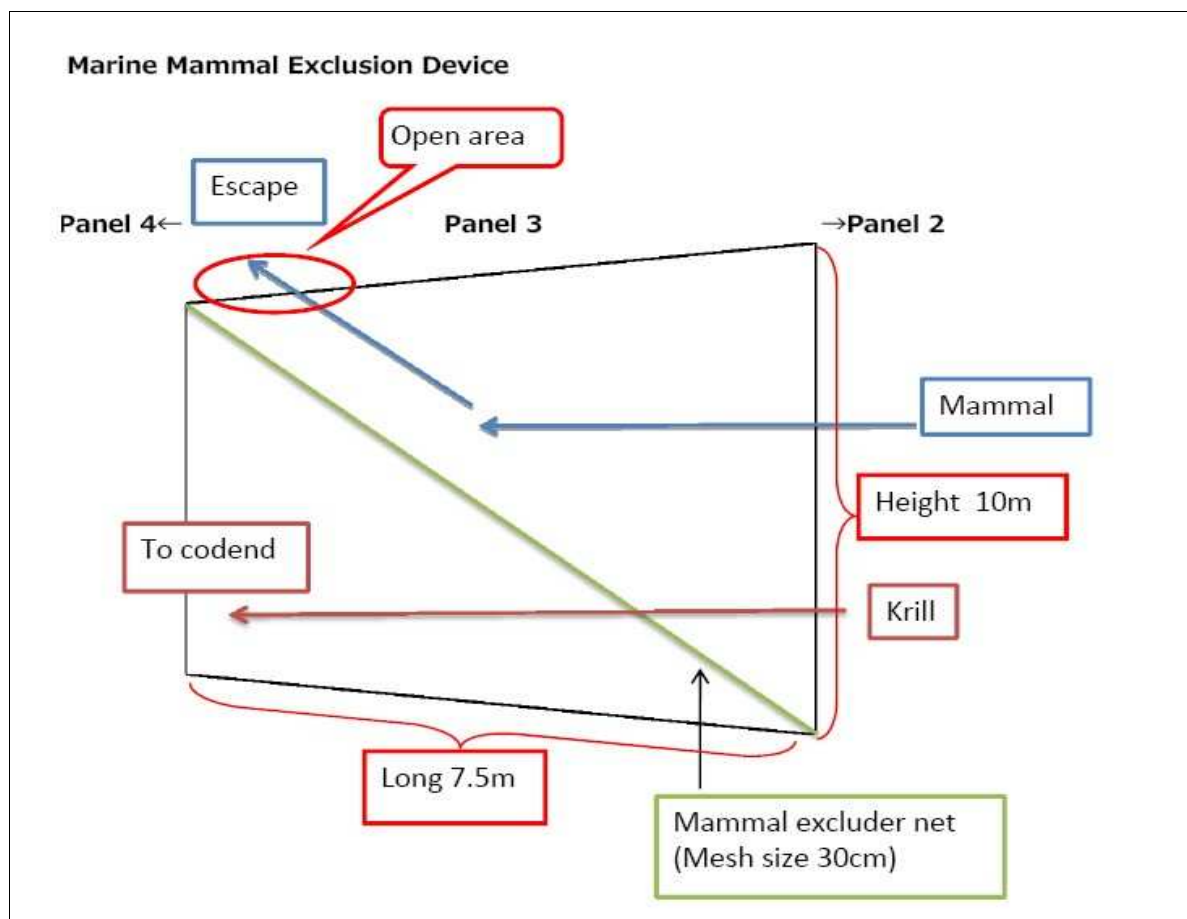 Marine Mammal Exclusion Device
Open area
Escape
Panel 4←
Panel 3
→Panel 2
Mammal
Height 10m
To codend
Krill
Long 7.5m
Mammal excluder net
(Mesh size 30cm)